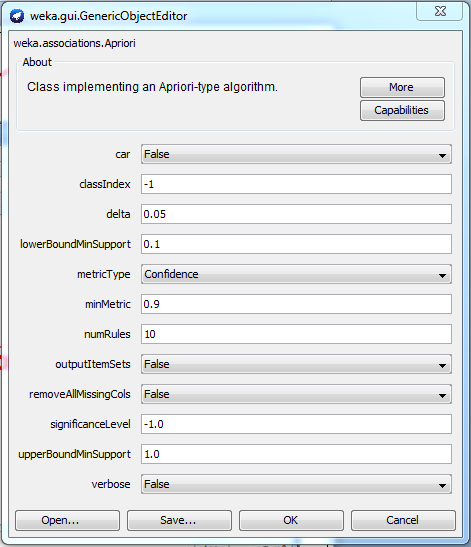 weka.gui.GenericObjectEditor
weka.associations.Apriori
About
Class implementing an Apriori-type algorithm.
More
Capabilities
car False
classIndex -1
delta 0.05
lowerBoundMinSupport 0.1
metricType Confidence
minMetric 0.9
numRules 10
outputItemSets False
removeAllMissingCols False
significanceLevel -1.0
upperBoundMinSupport 1.0
verbose False
Open... Save... OK Cancel